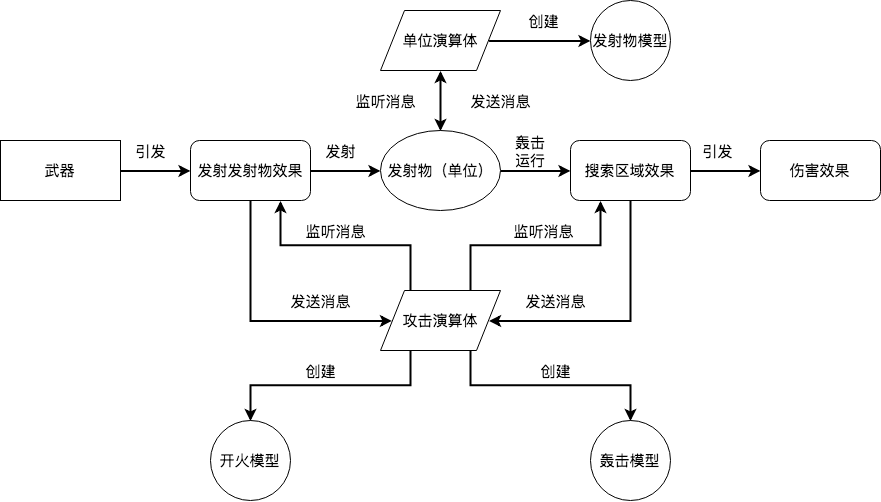 单位演算体
创建
发射物模型
监听消息
发送消息
武器
引发
发射发射物效果
发射
发射物（单位）
轰击
运行
搜索区域效果
引发
伤害效果
监听消息
监听消息
发送消息
发送消息
攻击演算体
创建
创建
开火模型
轰击模型